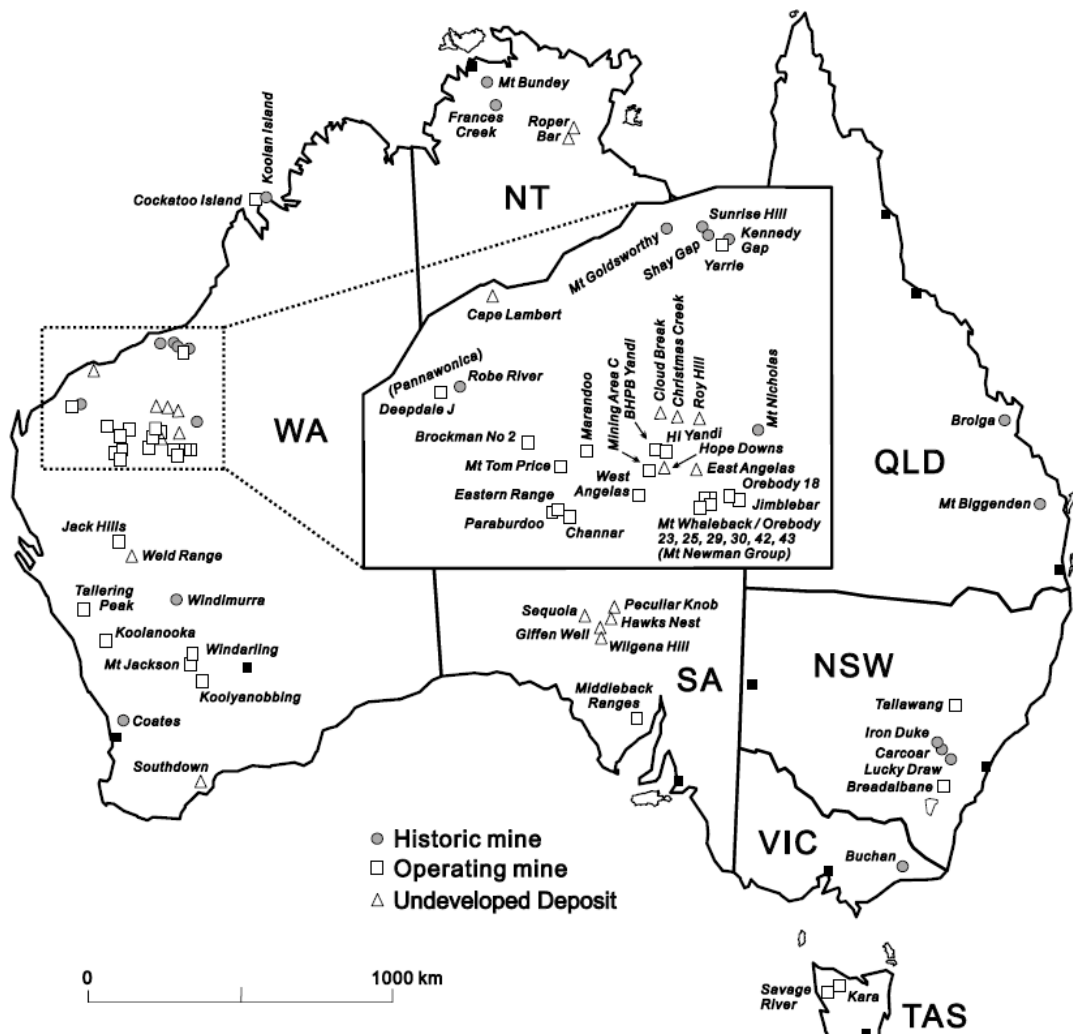 Mt Bundey
Frances
Creek
Roper
Bar
Koolan Island
Cockatoo Island
NT
Sunrise Hill
Mt Goldsworthy
Shay Gap
Kennedy
Gap
Yarrie
Cape Lambert
(Pannawonica)
Robe River
Deepdale J
Marandoo
Mining Area C
BHPB Yandi
Cloud Break
Christmas Creek
Roy Hill
Mt Nicholas
WA
Brockman No 2
Hi Yandi
Hope Downs
Mt Tom Price
West
Angelas
East Angelas
Orebody 18
Eastern Range
Paraburdoo
Channar
Jimblebar
Mt Whaleback / Orebody
23, 25, 29, 30, 42, 43
(Mt Newman Group)
Brolga
QLD
Mt Biggenden
Jack Hills
Weld Range
Tallering
Peak
Windimurra
Koolanooka
Windarling
Mt Jackson
Koolyanobbing
Coates
Southdown
Sequoia
Peculiar Knob
Hawks Nest
Giffen Well
Wilgena Hill
SA
Middleback
Ranges
NSW
Tallawang
Iron Duke
Carcoar
Lucky Draw
Breadalbane
VIC
Buchan
Historic mine
Operating mine
Undeveloped Deposit
0
1000 km
Savage
River
Kara
TAS